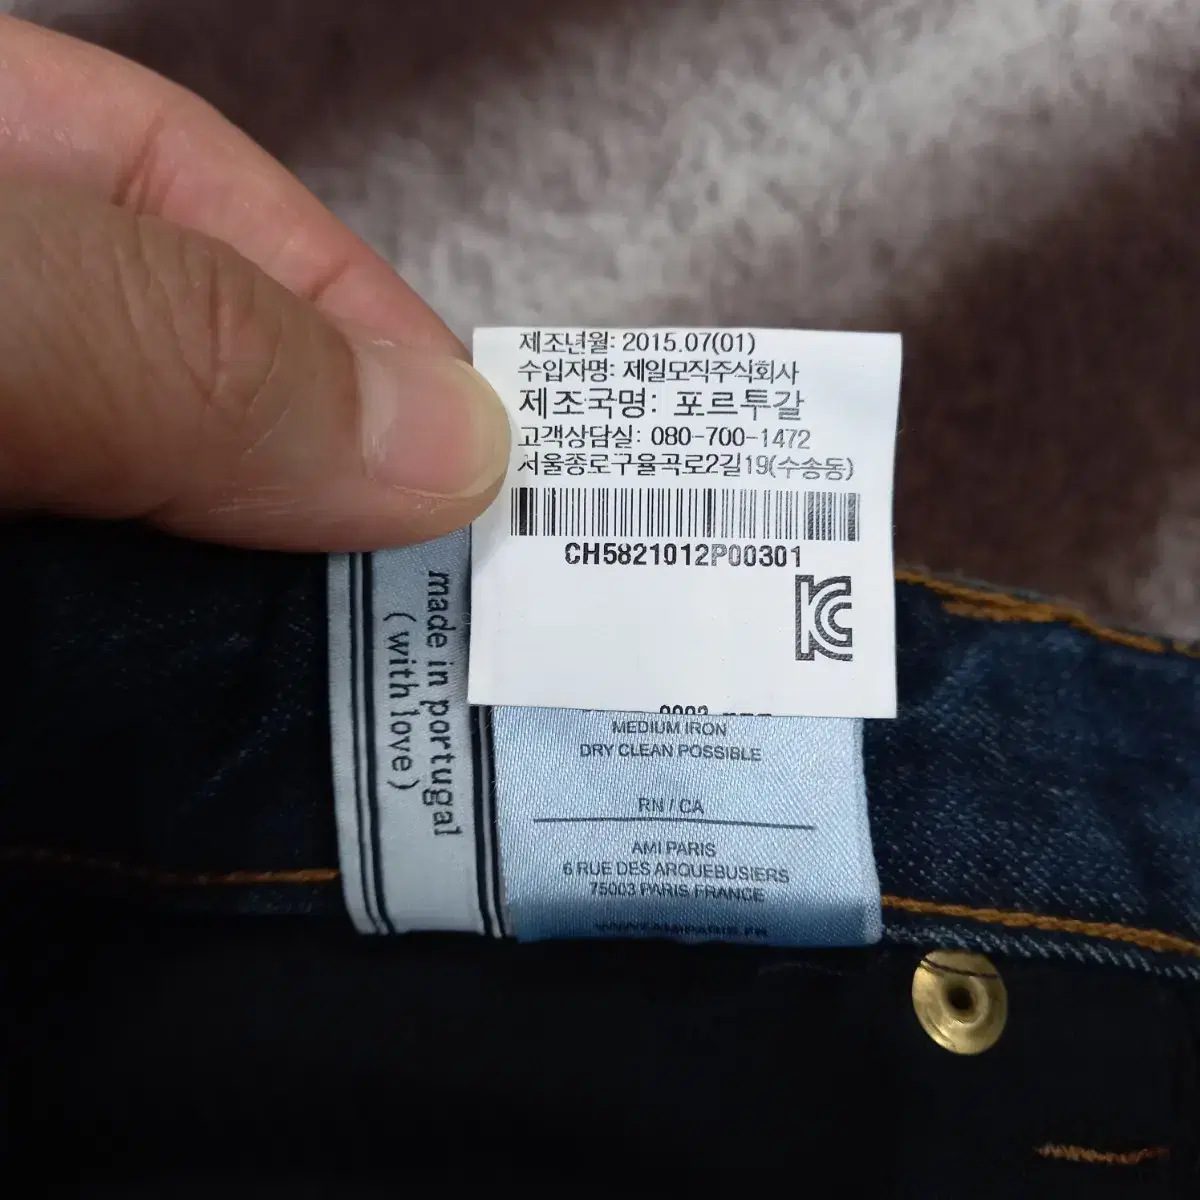 제조년월: 2015.07(01)
수입자명: 제일모직주식회사
제조국명: 포르투갈
고객상담실: 080-700-1472
서울종로구율곡로2길19(수송동)
CH5821012P00301
made in portugal
(with love)
MEDIUM IRON
DRY CLEAN POSSIBLE
RN / CA
AMI PARIS
6 RUE DES ARQUEBUSIERS
75003 PARIS FRANCE